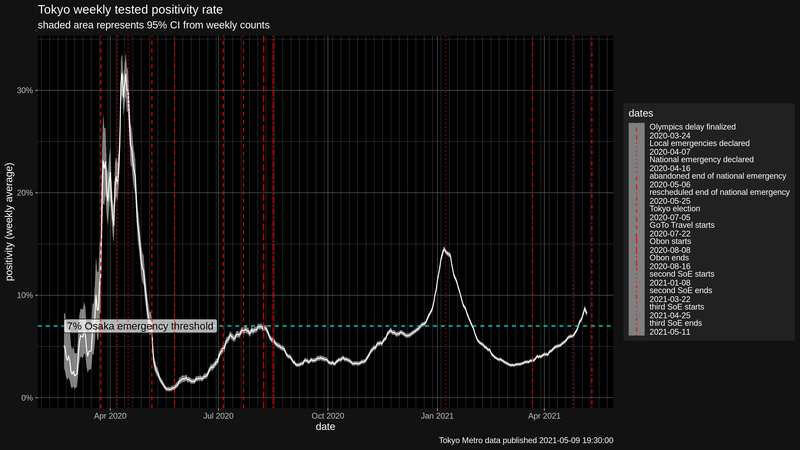 Tokyo weekly tested positivity rate
shaded area represents 95% CI from weekly counts
30%
20%
10%
0%
positivity (weekly average)
7% Osaka emergency threshold
Apr 2020
Jul 2020
Oct 2020
Jan 2021
Apr 2021
date
Tokyo Metro data published 2021-05-09 19:30:00
dates
Olympics delay finalized
2020-03-24
Local emergencies declared
2020-04-07
National emergency declared
2020-04-16
abandoned end of national emergency
2020-05-06
rescheduled end of national emergency
2020-05-25
Tokyo election
2020-07-05
GoTo Travel starts
2020-07-22
Obon starts
2020-08-08
Obon ends
2020-08-16
second SoE starts
2021-01-08
second SoE ends
2021-03-22
third SoE starts
2021-04-25
third SoE ends
2021-05-11